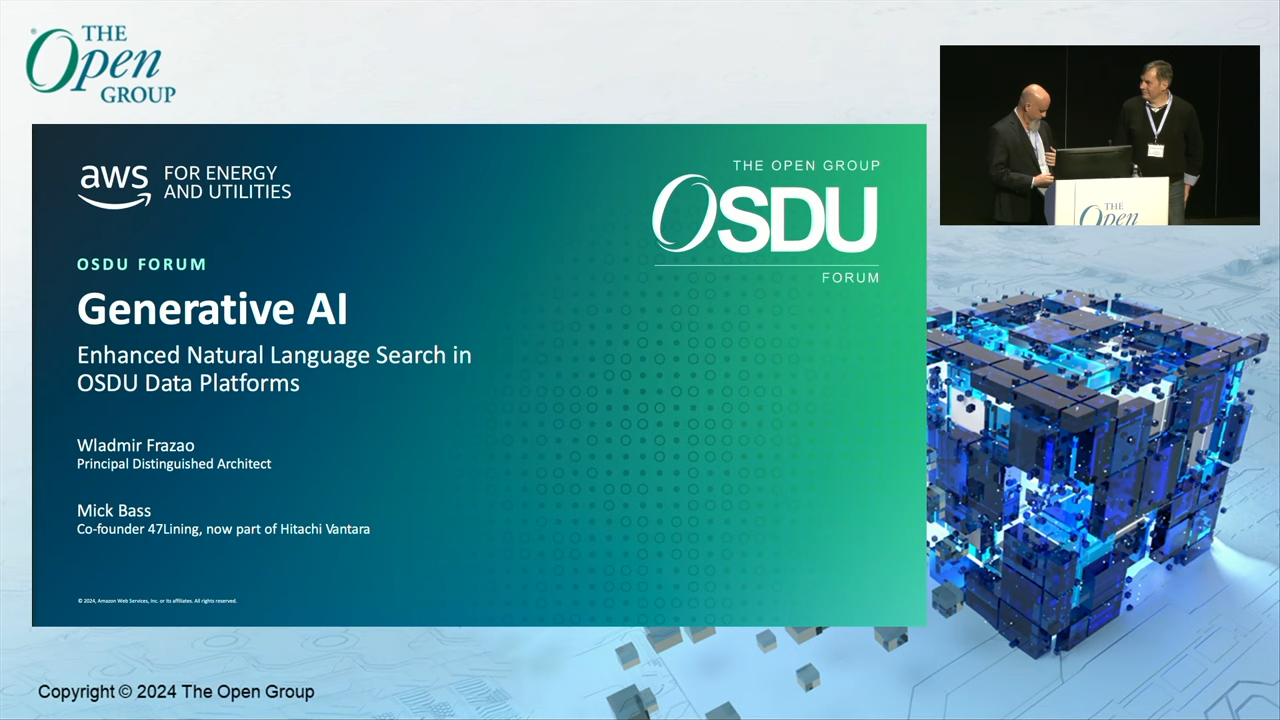 THE
Open
GROUP
aws FOR ENERGY
AND UTILITIES
THE OPEN GROUP
OSDU
FORUM
OSDU FORUM
Generative AI
Enhanced Natural Language Search in
OSDU Data Platforms
Wladmir Frazao
Principal Distinguished Architect
Mick Bass
Co-founder 47Lining, now part of Hitachi Vantara
© 2024, Amazon Web Services, Inc. or its affiliates. All rights reserved.
THE
Open
Copyright © 2024 The Open Group